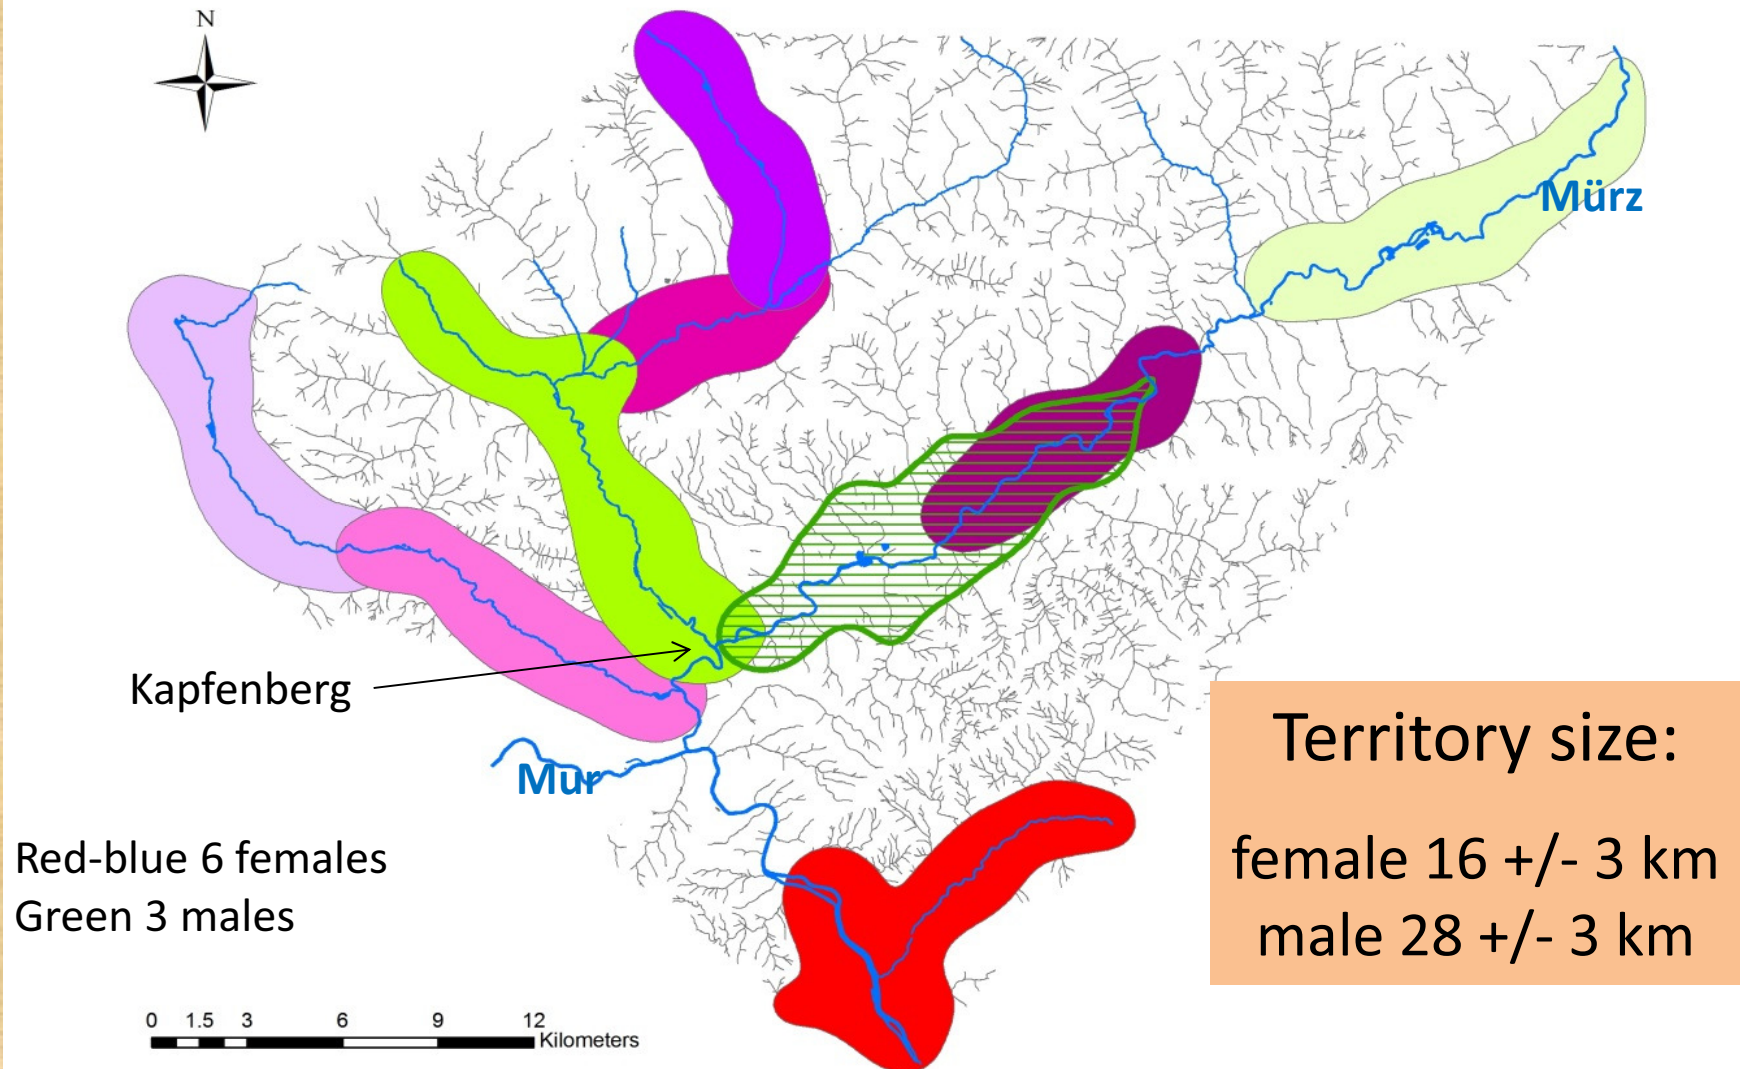 N
Mürz
Kapfenberg
Mur
Territory size:
female 16 +/- 3 km
male 28 +/- 3 km
Red-blue 6 females
Green 3 males
0 1.5 3 6 9 12
Kilometers